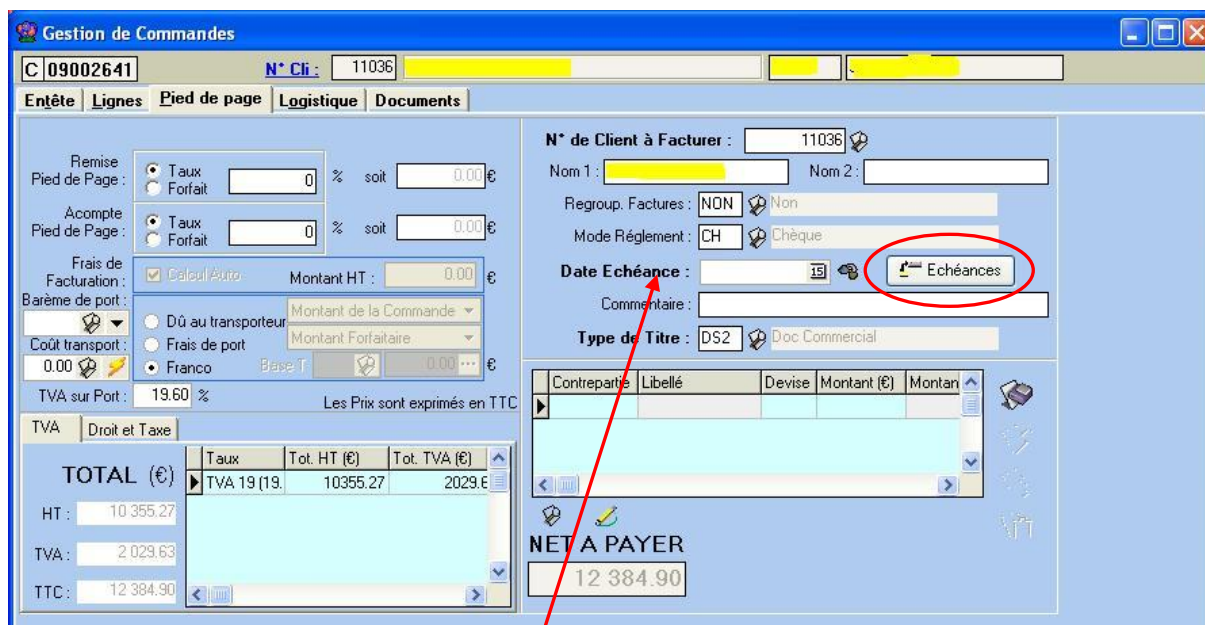 Gestion de Commandes
C 09002641 N° Cli : 11036
Entête Lignes Pied de page Logistique Documents
Remise
Pied de Page : Taux Forfait 0 % soit 0.00 €
Acompte
Pied de Page : Taux Forfait 0 % soit 0.00 €
Frais de
Facturation : Calcul Auto Montant HT : 0.00 €
Barème de port :
Dû au transporteur Montant de la Commande
Coût transport : Frais de port Montant Forfaitaire
0.00 Franco Base T 0.00 ... €
TVA sur Port : 19.60 % Les Prix sont exprimés en TTC
TVA Droit et Taxe
TOTAL (€)
Taux Tot. HT (€) Tot. TVA (€)
TVA 19 (19. 10355.27 2029.6
HT : 10 355.27
TVA : 2 029.63
TTC : 12 384.90
N° de Client à Facturer : 11036
Nom 1 : Nom 2 :
Regroup. Factures : NON Non
Mode Réglement : CH Chèque
Date Echéance : 15 Echéances
Commentaire :
Type de Titre : DS2 Doc Commercial
Contrepartie Libellé Devise Montant (€) Montan
NET A PAYER
12 384.90